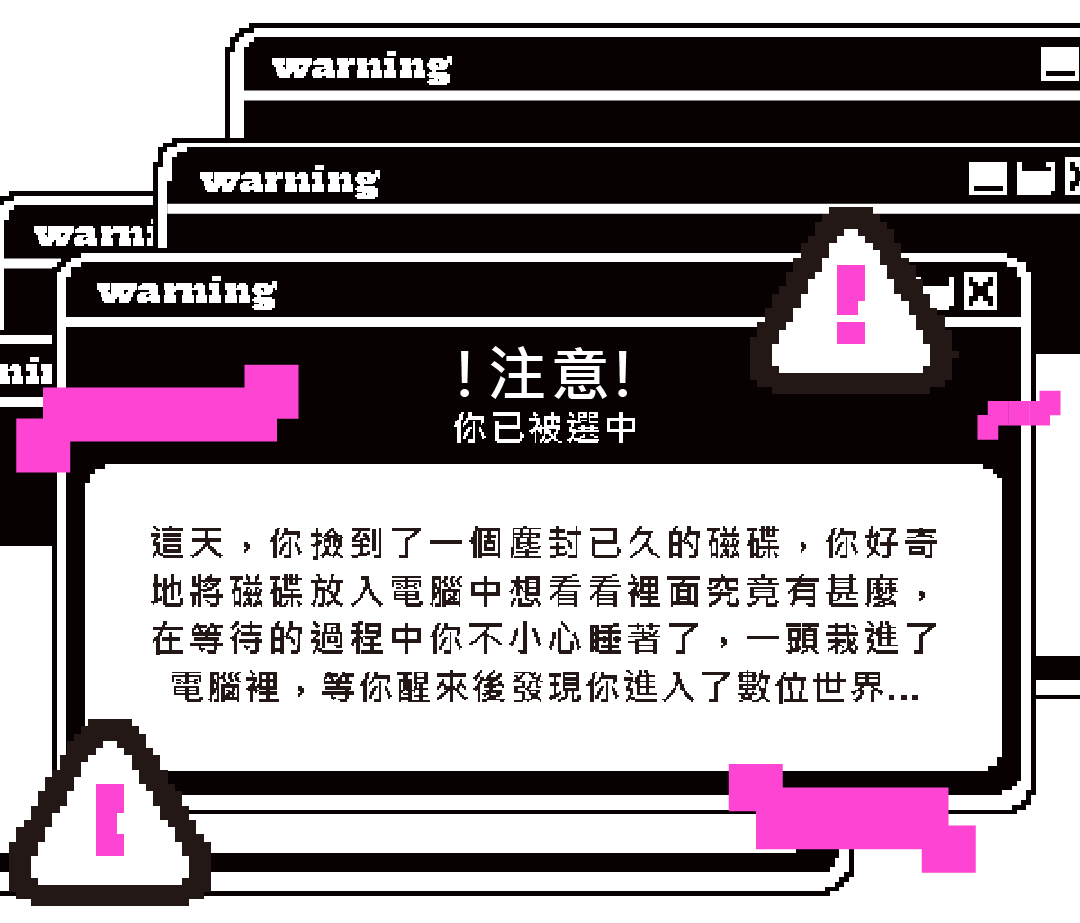 warning
warning
warni
warning
nin
!注意!
你已被選中
這天，你撿到了一個塵封已久的磁碟，你好奇
地將磁碟放入電腦中想看看裡面究竟有甚麼，
在等待的過程中你不小心睡著了，一頭栽進了
電腦裡，等你醒來後發現你進入了數位世界...